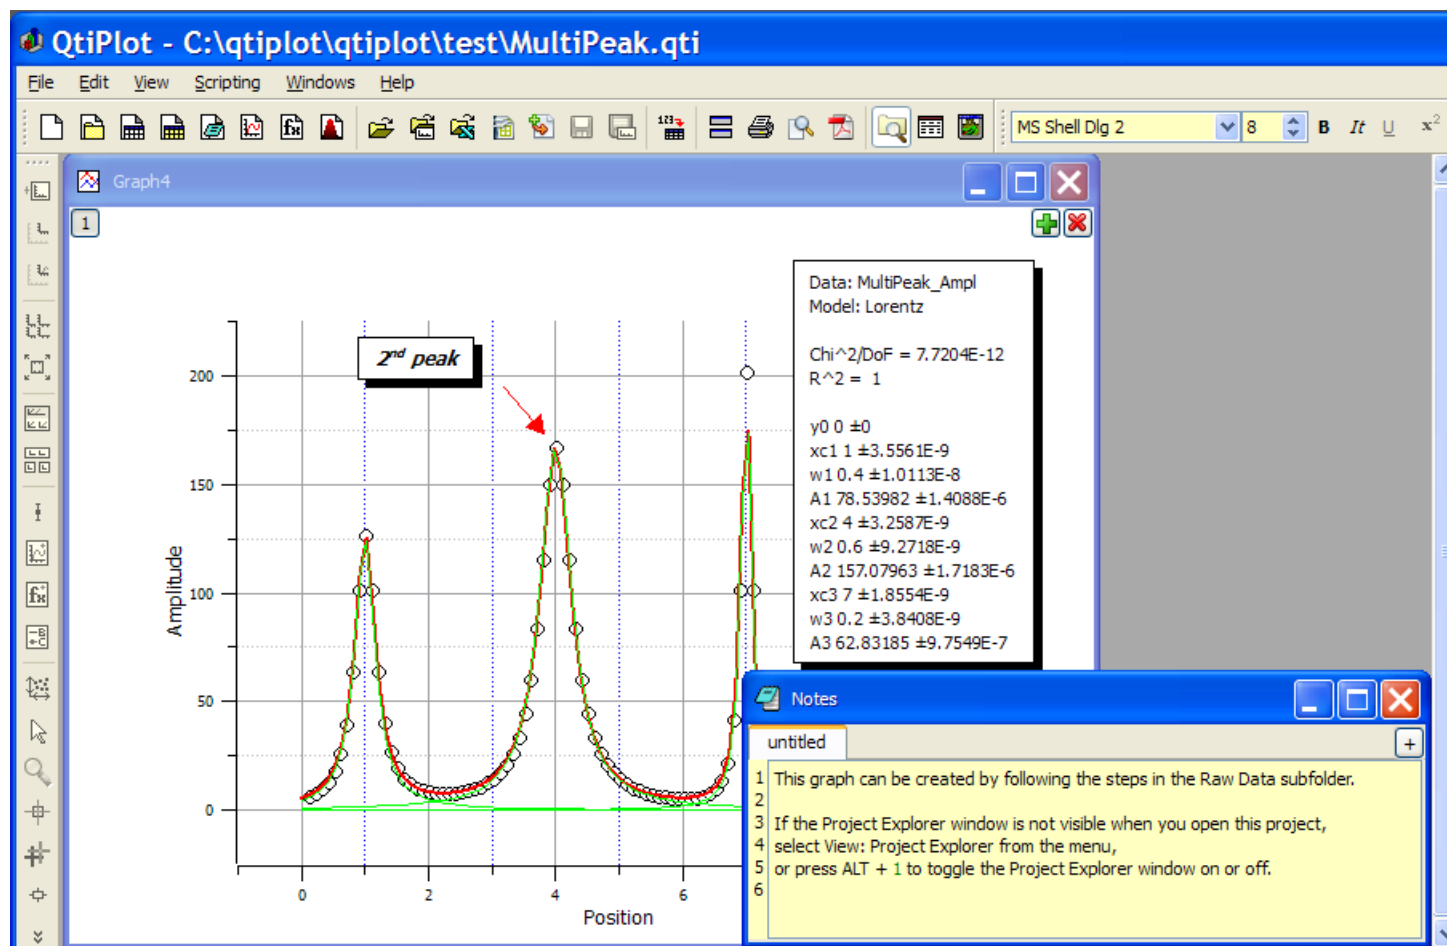 QtiPlot - C:\qtiplot\qtiplot\test\MultiPeak.qti
File Edit View Scripting Windows Help
MS Shell Dlg 2 8 B It U x²
Graph4
1
Data: MultiPeak_Ampl
Model: Lorentz
Chi^2/DoF = 7.7204E-12
R^2 = 1
y0 0 ±0
xc1 1 ±3.5561E-9
w1 0.4 ±1.0113E-8
A1 78.53982 ±1.4088E-6
xc2 4 ±3.2587E-9
w2 0.6 ±9.2718E-9
A2 157.07963 ±1.7183E-6
xc3 7 ±1.8554E-9
w3 0.2 ±3.8408E-9
A3 62.83185 ±9.7549E-7
2nd peak
200
150
100
50
0
Amplitude
0 2 4 6
Position
Notes
untitled
1 This graph can be created by following the steps in the Raw Data subfolder.
2
3 If the Project Explorer window is not visible when you open this project,
4 select View: Project Explorer from the menu,
5 or press ALT + 1 to toggle the Project Explorer window on or off.
6